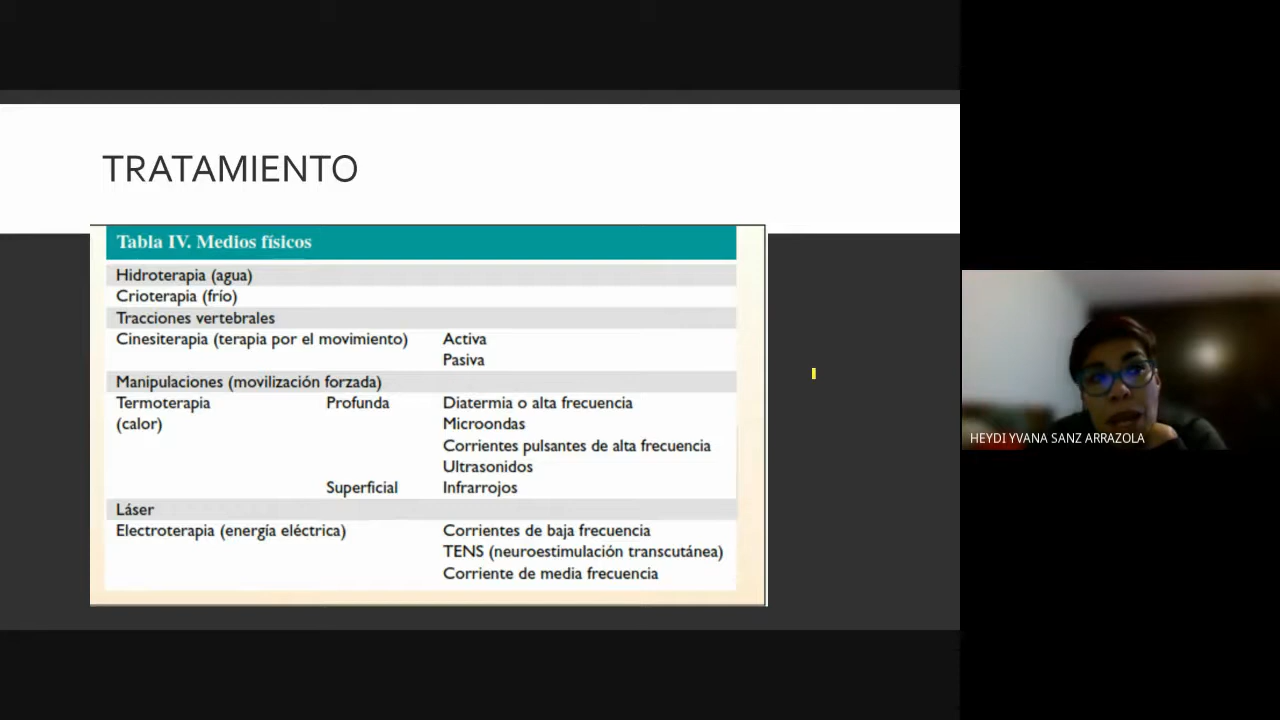 TRATAMIENTO
Tabla IV. Medios físicos
Hidroterapia (agua)
Crioterapia (frío)
Tracciones vertebrales
Cinesiterapia (terapia por el movimiento) Activa
Pasiva
Manipulaciones (movilización forzada)
Termoterapia Profunda Diatermia o alta frecuencia
(calor) Microondas
Corrientes pulsantes de alta frecuencia
Ultrasonidos
Superficial Infrarrojos
Láser
Electroterapia (energía eléctrica) Corrientes de baja frecuencia
TENS (neuroestimulación transcutánea)
Corriente de media frecuencia
HEYDI YVANA SANZ ARRAZOLA